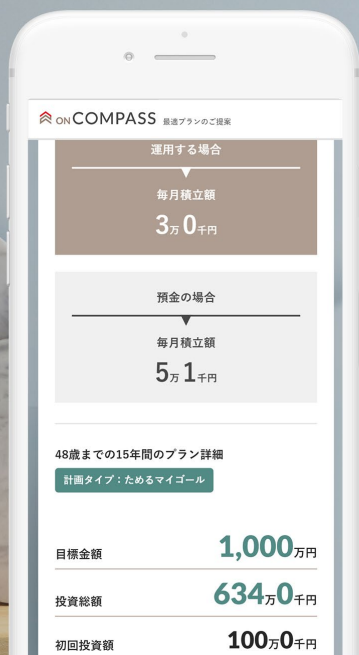 ON COMPASS 最適プランのご提案
運用する場合
毎月積立額
3万0千円
預金の場合
毎月積立額
5万1千円
48歳までの15年間のプラン詳細
計画タイプ：ためるマイゴール
目標金額 1,000万円
投資総額 634万0千円
初回投資額 100万0千円